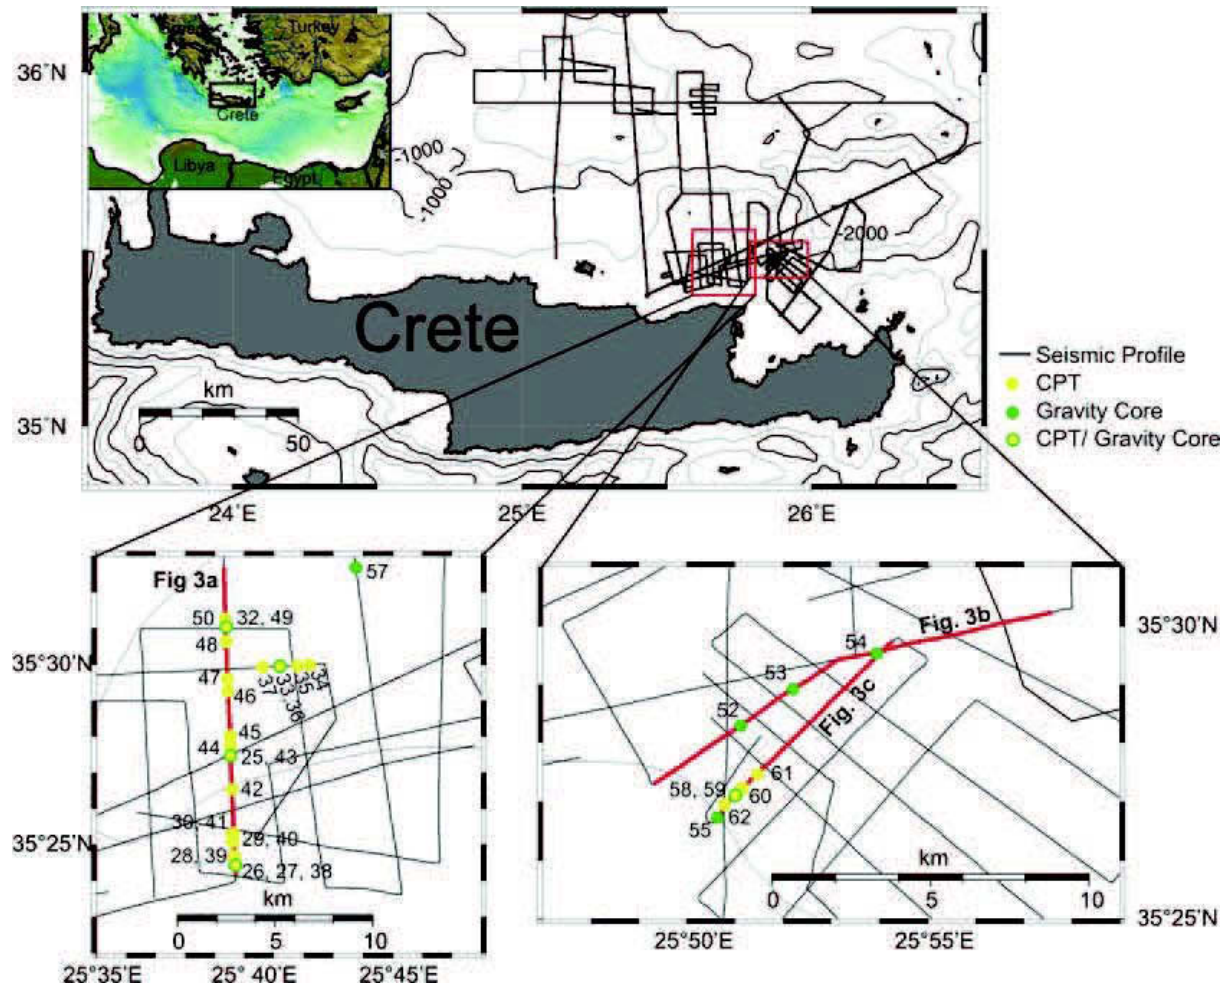 Turkey
Crete
Libya
Egypt
36°N
-1000
-1000
-2000
Crete
km
0 50
35°N
24°E 25°E 26°E
Seismic Profile
CPT
Gravity Core
CPT/ Gravity Core
Fig 3a
57
50 32, 49
48
35°30'N
47
46
37
33, 36
35
34
45
44
25, 43
42
30, 41
29, 40
28, 39
26, 27, 38
35°25'N
km
0 5 10
25°35'E 25° 40'E 25°45'E
Fig. 3b
54
53
Fig. 3c
52
61
58, 59
60
62
55
35°30'N
km
0 5 10
35°25'N
25°50'E 25°55'E